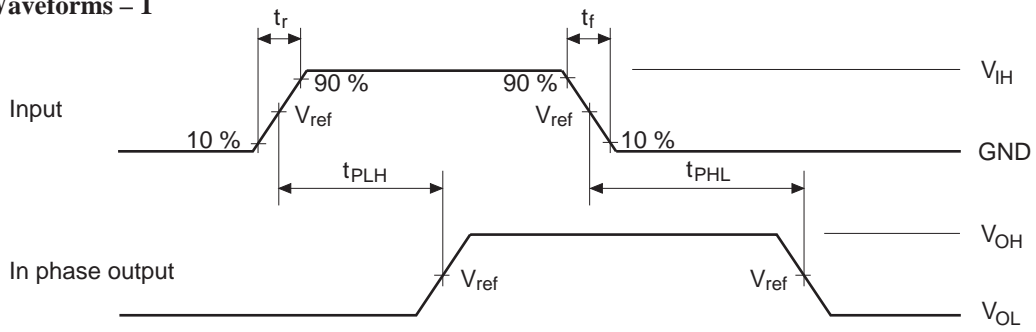 Waveforms – 1
tr
tf
90 %
90 %
VIH
Input
Vref
Vref
10 %
10 %
GND
tPLH
tPHL
VOH
In phase output
Vref
Vref
VOL